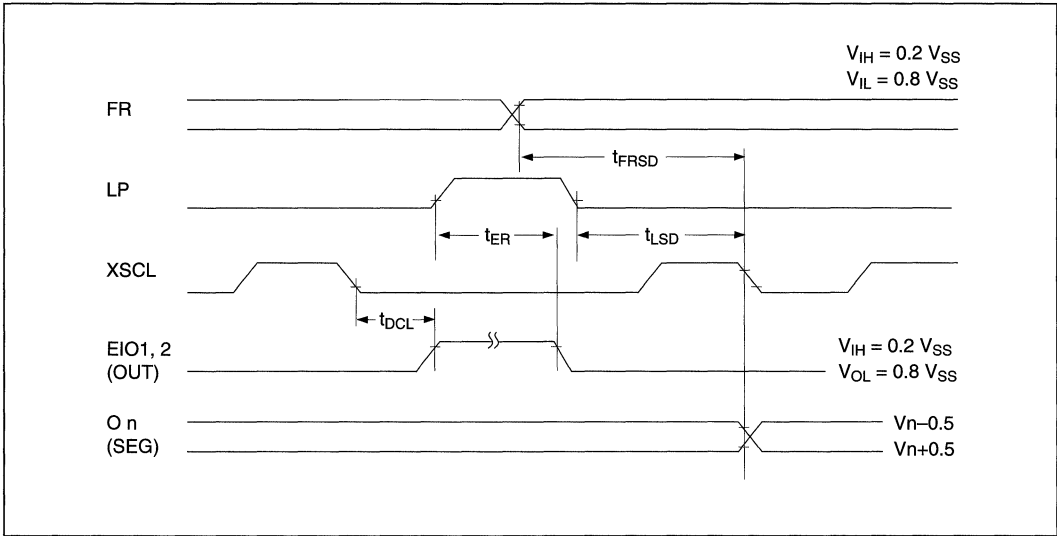 V_IH = 0.2 V_SS
V_IL = 0.8 V_SS
FR
t_FRSD
LP
t_ER
t_LSD
XSCL
t_DCL
EIO1, 2
(OUT)
V_IH = 0.2 V_SS
V_OL = 0.8 V_SS
O n
(SEG)
Vn–0.5
Vn+0.5